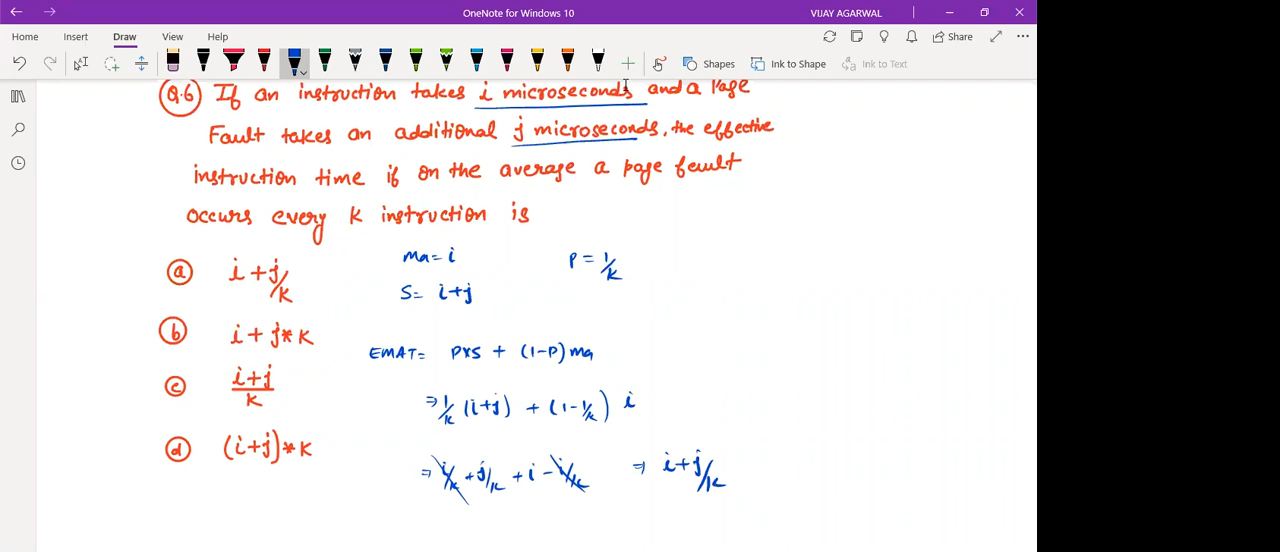 OneNote for Windows 10
VIJAY AGARWAL
Home Insert Draw View Help
Share
Shapes Ink to Shape Ink to Text
Q.6 If an instruction takes i microseconds and a Page
Fault takes an additional j microseconds, the effective
instruction time if on the average a page fault
occurs every k instruction is
a i + j/k
b i + j*k
c i+j/k
d (i+j)*k
ma = i
P = 1/k
S = i+j
EMAT = P×S + (1-P)ma
⇒ 1/k (i+j) + (1-1/k) i
⇒ i/k + j/k + i - i/k ⇒ i+j/k